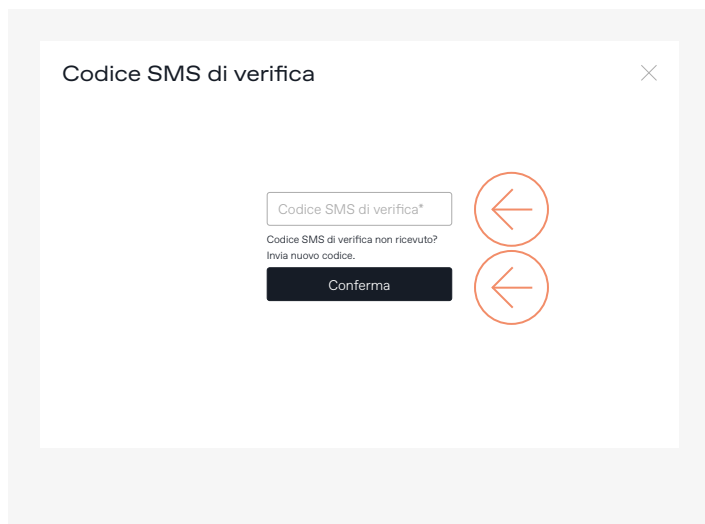 Codice SMS di verifica
Codice SMS di verifica*
Codice SMS di verifica non ricevuto?
Invia nuovo codice.
Conferma